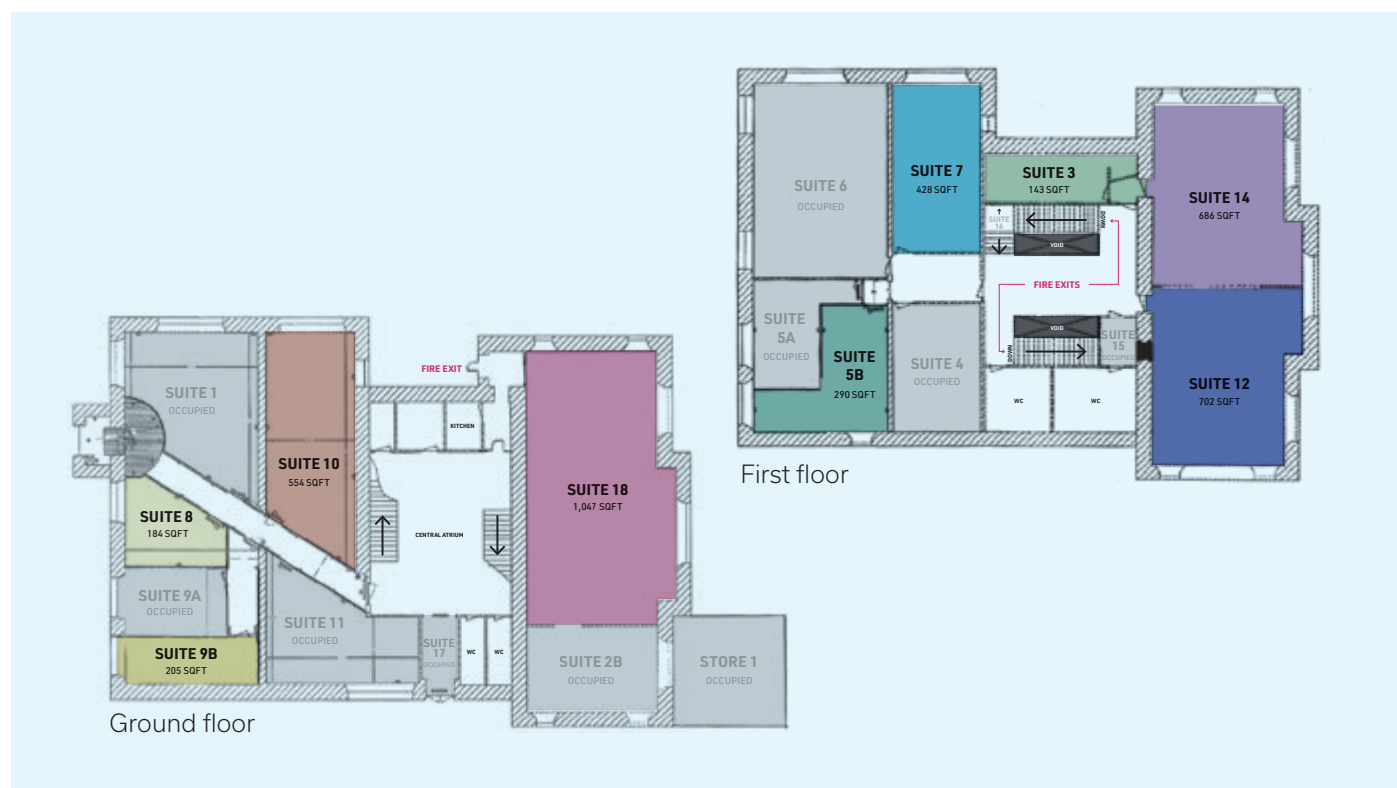 SUITE 6
OCCUPIED
SUITE 7
428 SQFT
SUITE 3
143 SQFT
SUITE 14
686 SQFT
SUITE
16
DOWN
VOID
FIRE EXITS
SUITE
5A
OCCUPIED
SUITE
5B
290 SQFT
SUITE 4
OCCUPIED
VOID
DOWN
SUITE
15
OCCUPIED
WC
WC
SUITE 12
702 SQFT
First floor
SUITE 1
OCCUPIED
FIRE EXIT
KITCHEN
SUITE 10
554 SQFT
SUITE 18
1,047 SQFT
SUITE 8
184 SQFT
CENTRAL ATRIUM
SUITE 9A
OCCUPIED
SUITE 11
OCCUPIED
SUITE
17
OCCUPIED
WC
WC
SUITE 9B
205 SQFT
SUITE 2B
OCCUPIED
STORE 1
OCCUPIED
Ground floor